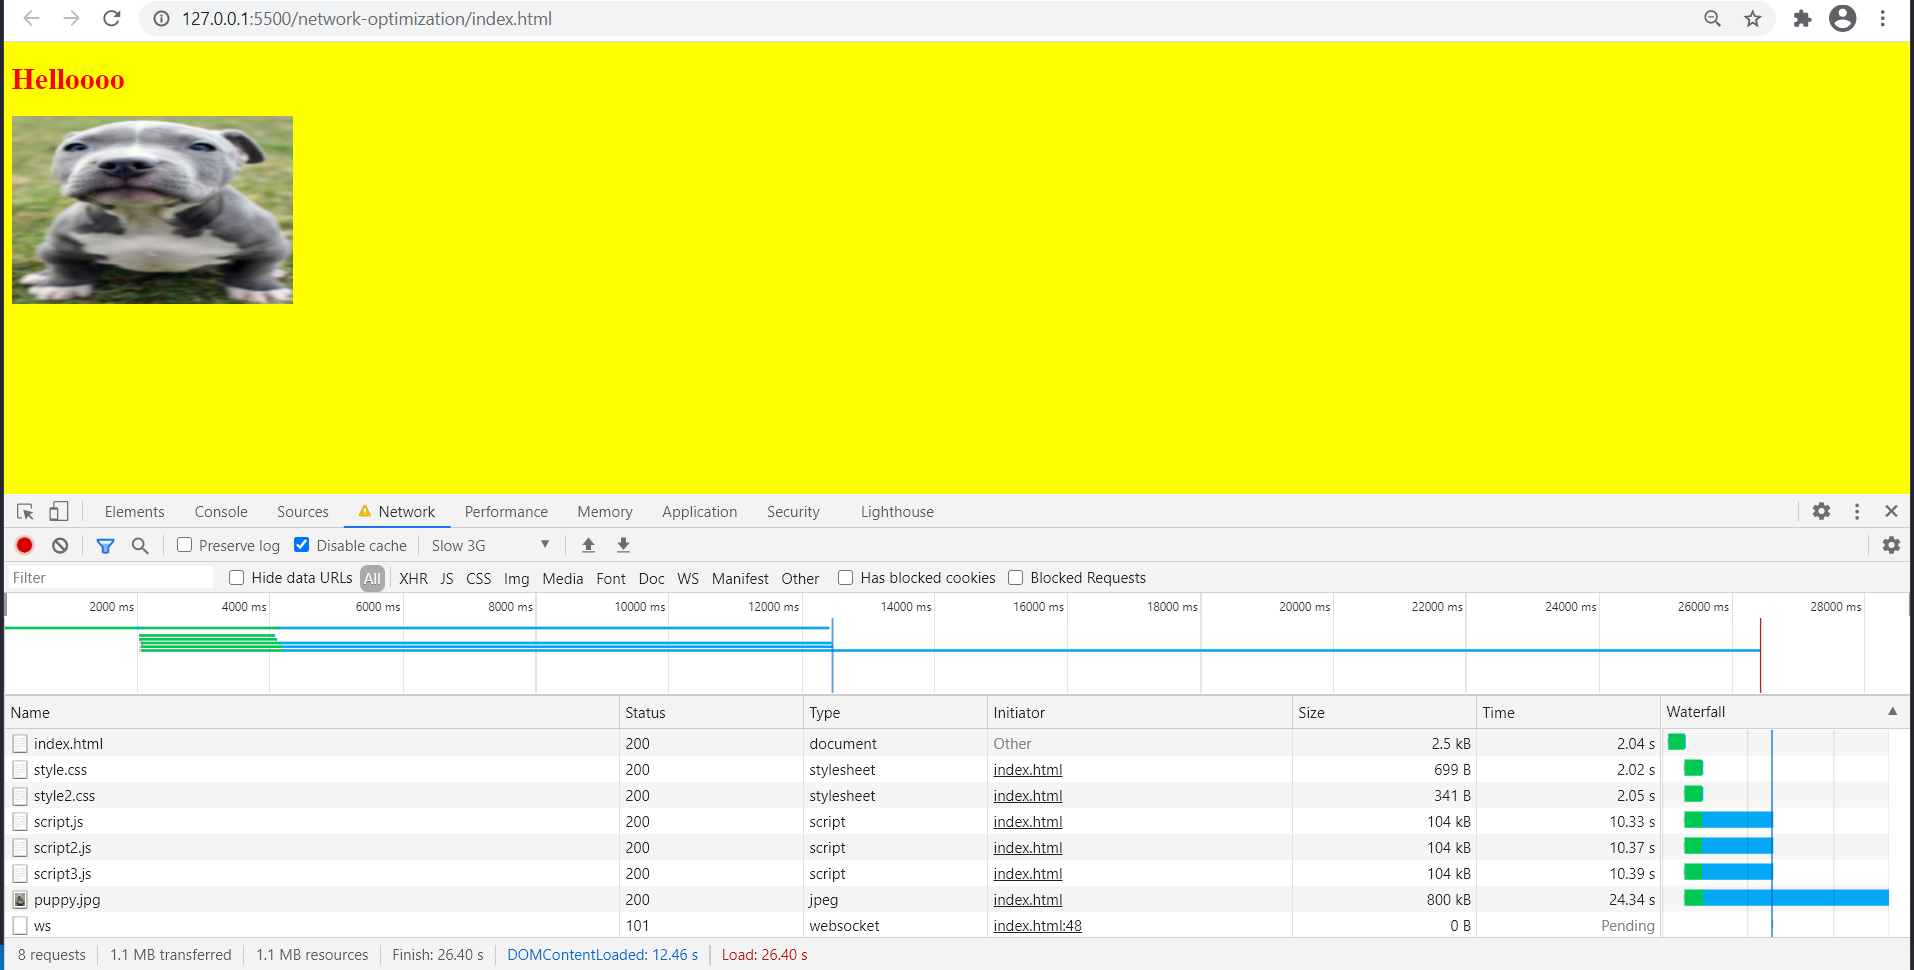 127.0.0.1:5500/network-optimization/index.html
Helloooo
Elements Console Sources Network Performance Memory Application Security Lighthouse
Preserve log Disable cache Slow 3G
Filter Hide data URLs All XHR JS CSS Img Media Font Doc WS Manifest Other Has blocked cookies Blocked Requests
2000 ms 4000 ms 6000 ms 8000 ms 10000 ms 12000 ms 14000 ms 16000 ms 18000 ms 20000 ms 22000 ms 24000 ms 26000 ms 28000 ms
Name Status Type Initiator Size Time Waterfall
index.html 200 document Other 2.5 kB 2.04 s
style.css 200 stylesheet index.html 699 B 2.02 s
style2.css 200 stylesheet index.html 341 B 2.05 s
script.js 200 script index.html 104 kB 10.33 s
script2.js 200 script index.html 104 kB 10.37 s
script3.js 200 script index.html 104 kB 10.39 s
puppy.jpg 200 jpeg index.html 800 kB 24.34 s
ws 101 websocket index.html:48 0 B Pending
8 requests 1.1 MB transferred 1.1 MB resources Finish: 26.40 s DOMContentLoaded: 12.46 s Load: 26.40 s